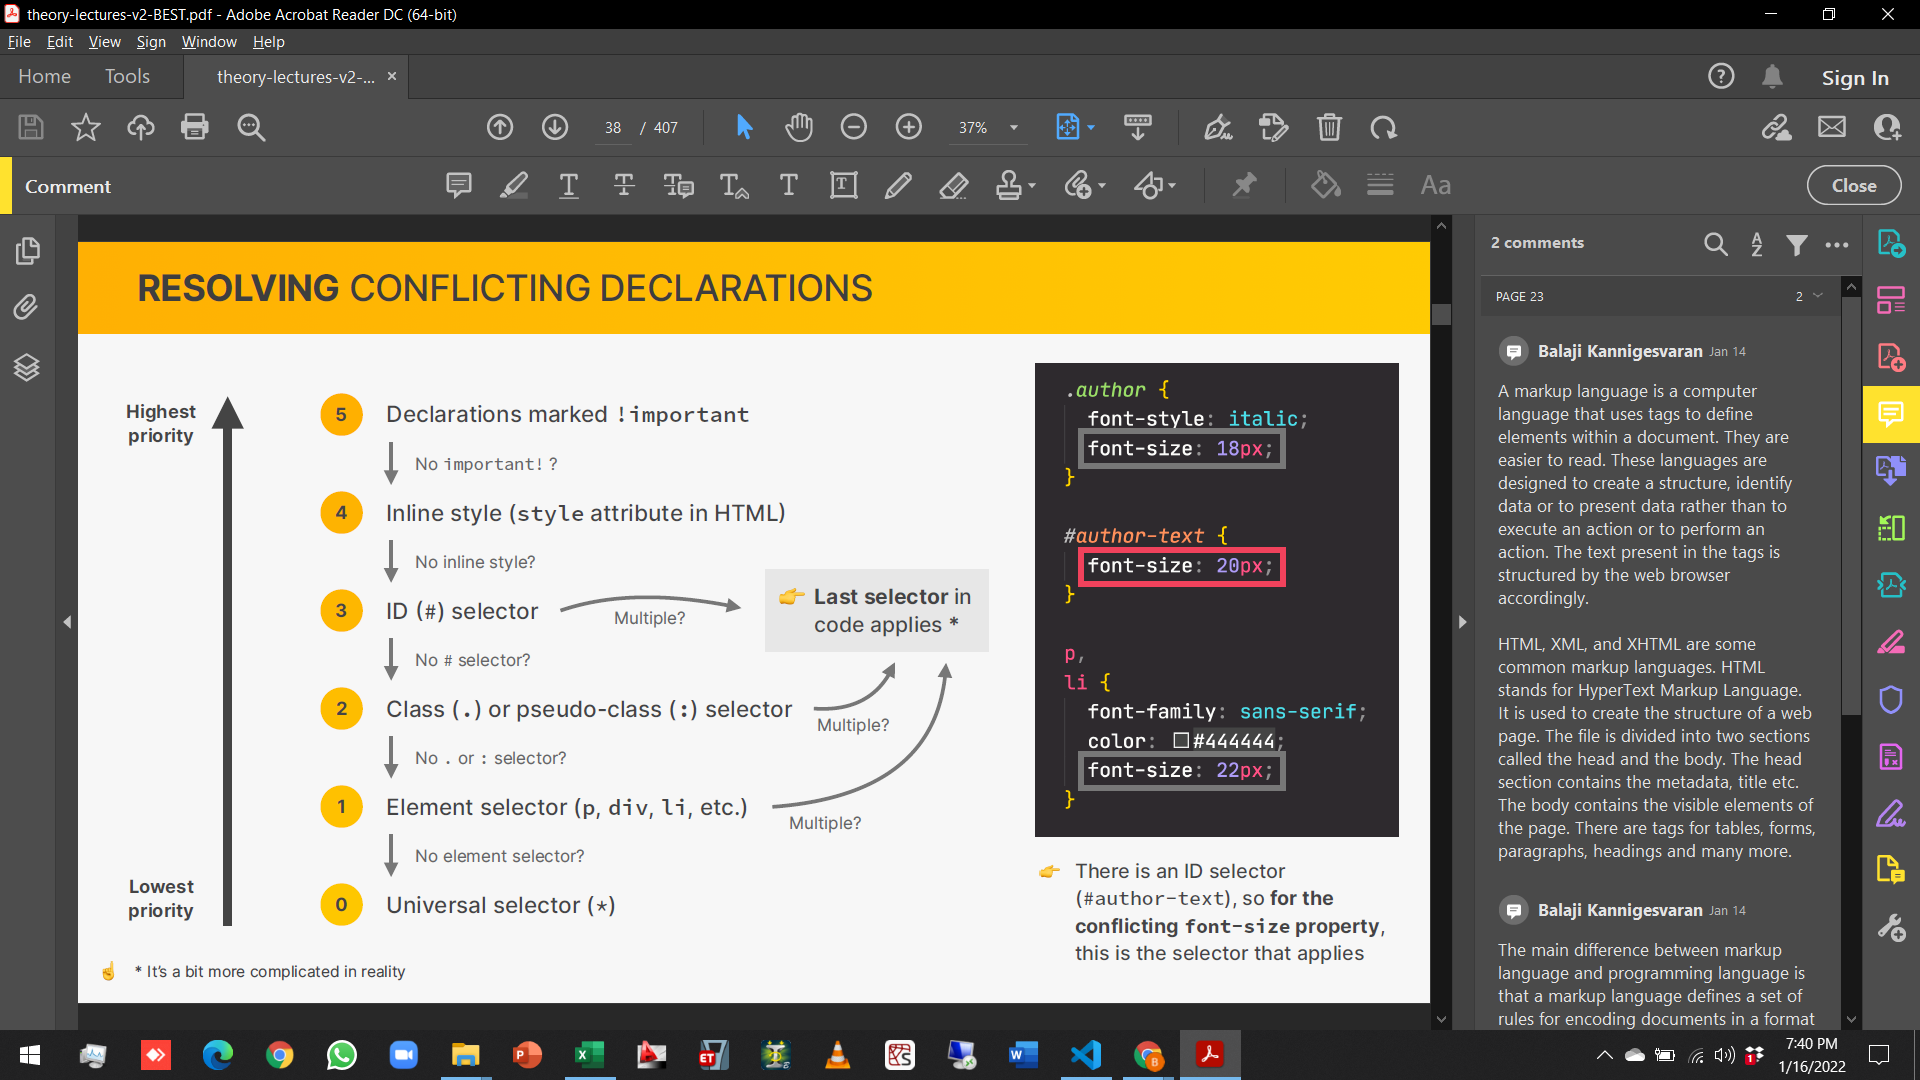 theory-lectures-v2-BEST.pdf - Adobe Acrobat Reader DC (64-bit)
File Edit View Sign Window Help
Home Tools theory-lectures-v2-... × Sign In
38 / 407 37%
Comment Close
RESOLVING CONFLICTING DECLARATIONS
Highest
priority
5 Declarations marked !important
No important! ?
4 Inline style (style attribute in HTML)
No inline style?
3 ID (#) selector
Multiple?
👉 Last selector in
code applies *
No # selector?
2 Class (.) or pseudo-class (:) selector
Multiple?
No . or : selector?
1 Element selector (p, div, li, etc.)
Multiple?
No element selector?
Lowest
priority
0 Universal selector (*)
☝️ * It's a bit more complicated in reality
.author {
font-style: italic;
font-size: 18px;
}
#author-text {
font-size: 20px;
}
p,
li {
font-family: sans-serif;
color: #444444;
font-size: 22px;
}
👉 There is an ID selector
(#author-text), so for the
conflicting font-size property,
this is the selector that applies
2 comments
PAGE 23 2
Balaji Kannigesvaran Jan 14
A markup language is a computer
language that uses tags to define
elements within a document. They are
easier to read. These languages are
designed to create a structure, identify
data or to present data rather than to
execute an action or to perform an
action. The text present in the tags is
structured by the web browser
accordingly.
HTML, XML, and XHTML are some
common markup languages. HTML
stands for HyperText Markup Language.
It is used to create the structure of a web
page. The file is divided into two sections
called the head and the body. The head
section contains the metadata, title etc.
The body contains the visible elements of
the page. There are tags for tables, forms,
paragraphs, headings and many more.
Balaji Kannigesvaran Jan 14
The main difference between markup
language and programming language is
that a markup language defines a set of
rules for encoding documents in a format
7:40 PM
1/16/2022